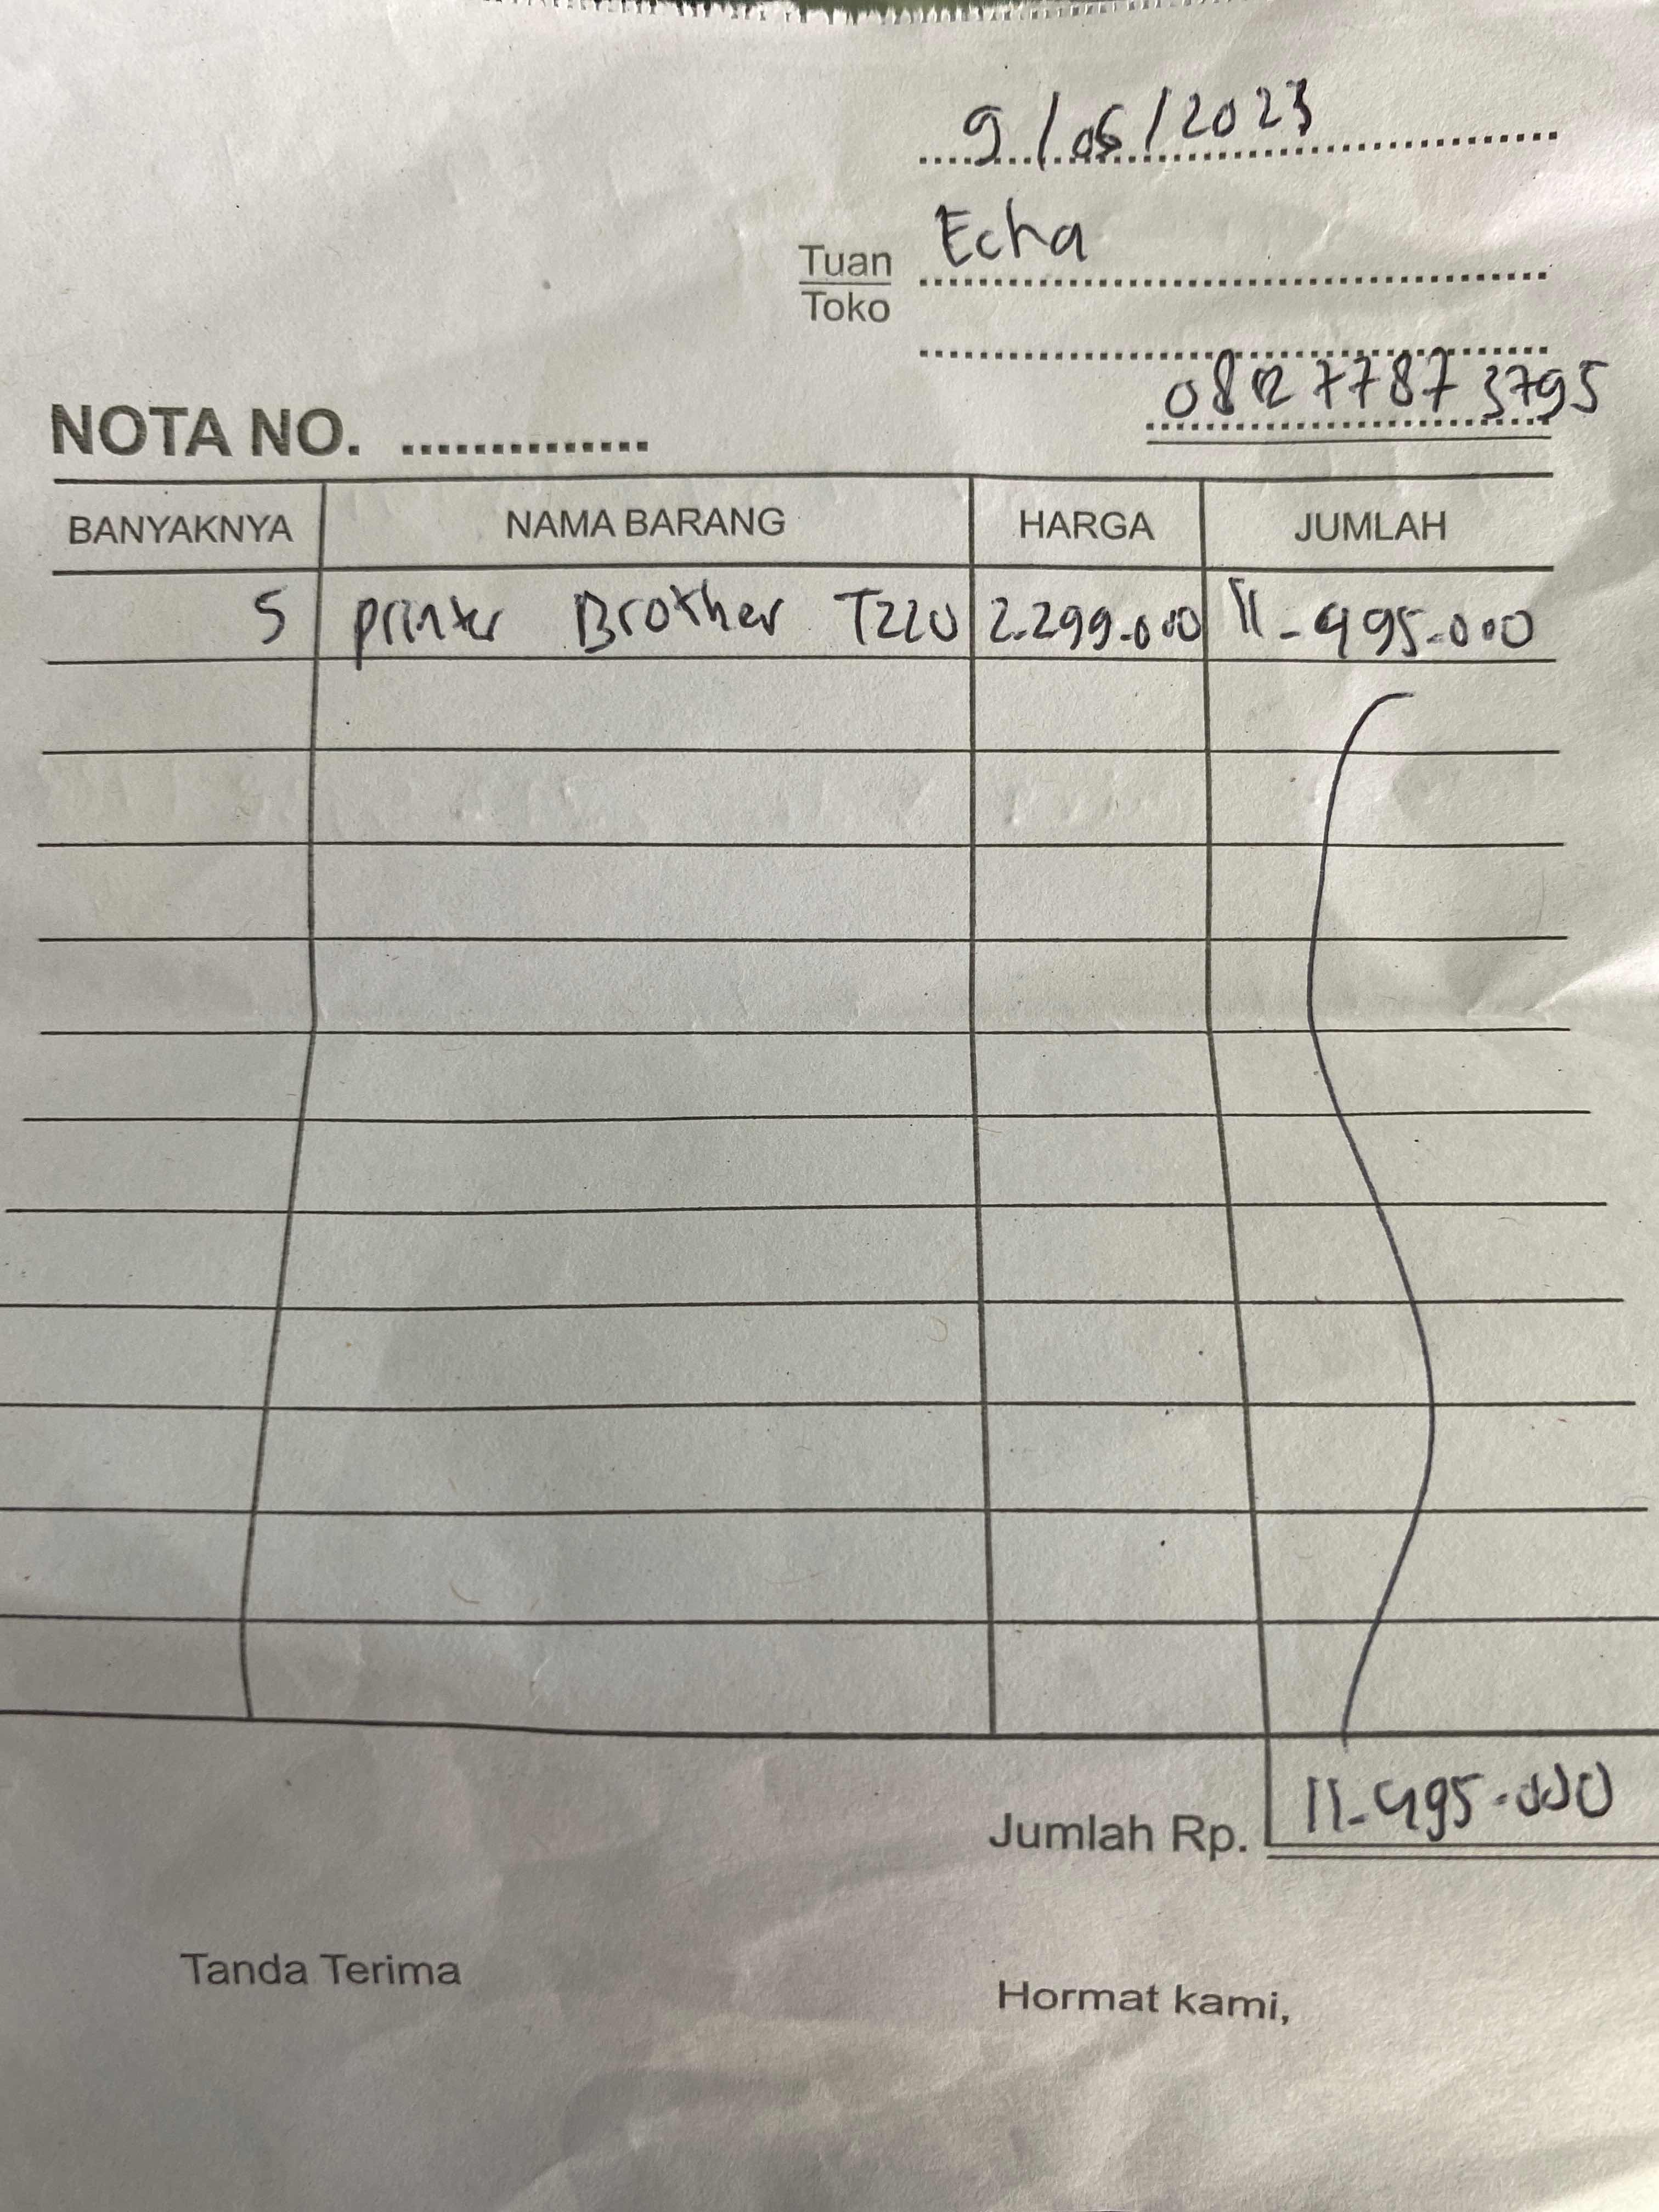 9/06/2023
Tuan Echa
Toko
081277873795
NOTA NO. ..............
BANYAKNYA NAMA BARANG HARGA JUMLAH
5 printer Brother T220 2.299.000 11.495.000
Jumlah Rp. 11.495.000
Tanda Terima Hormat kami,